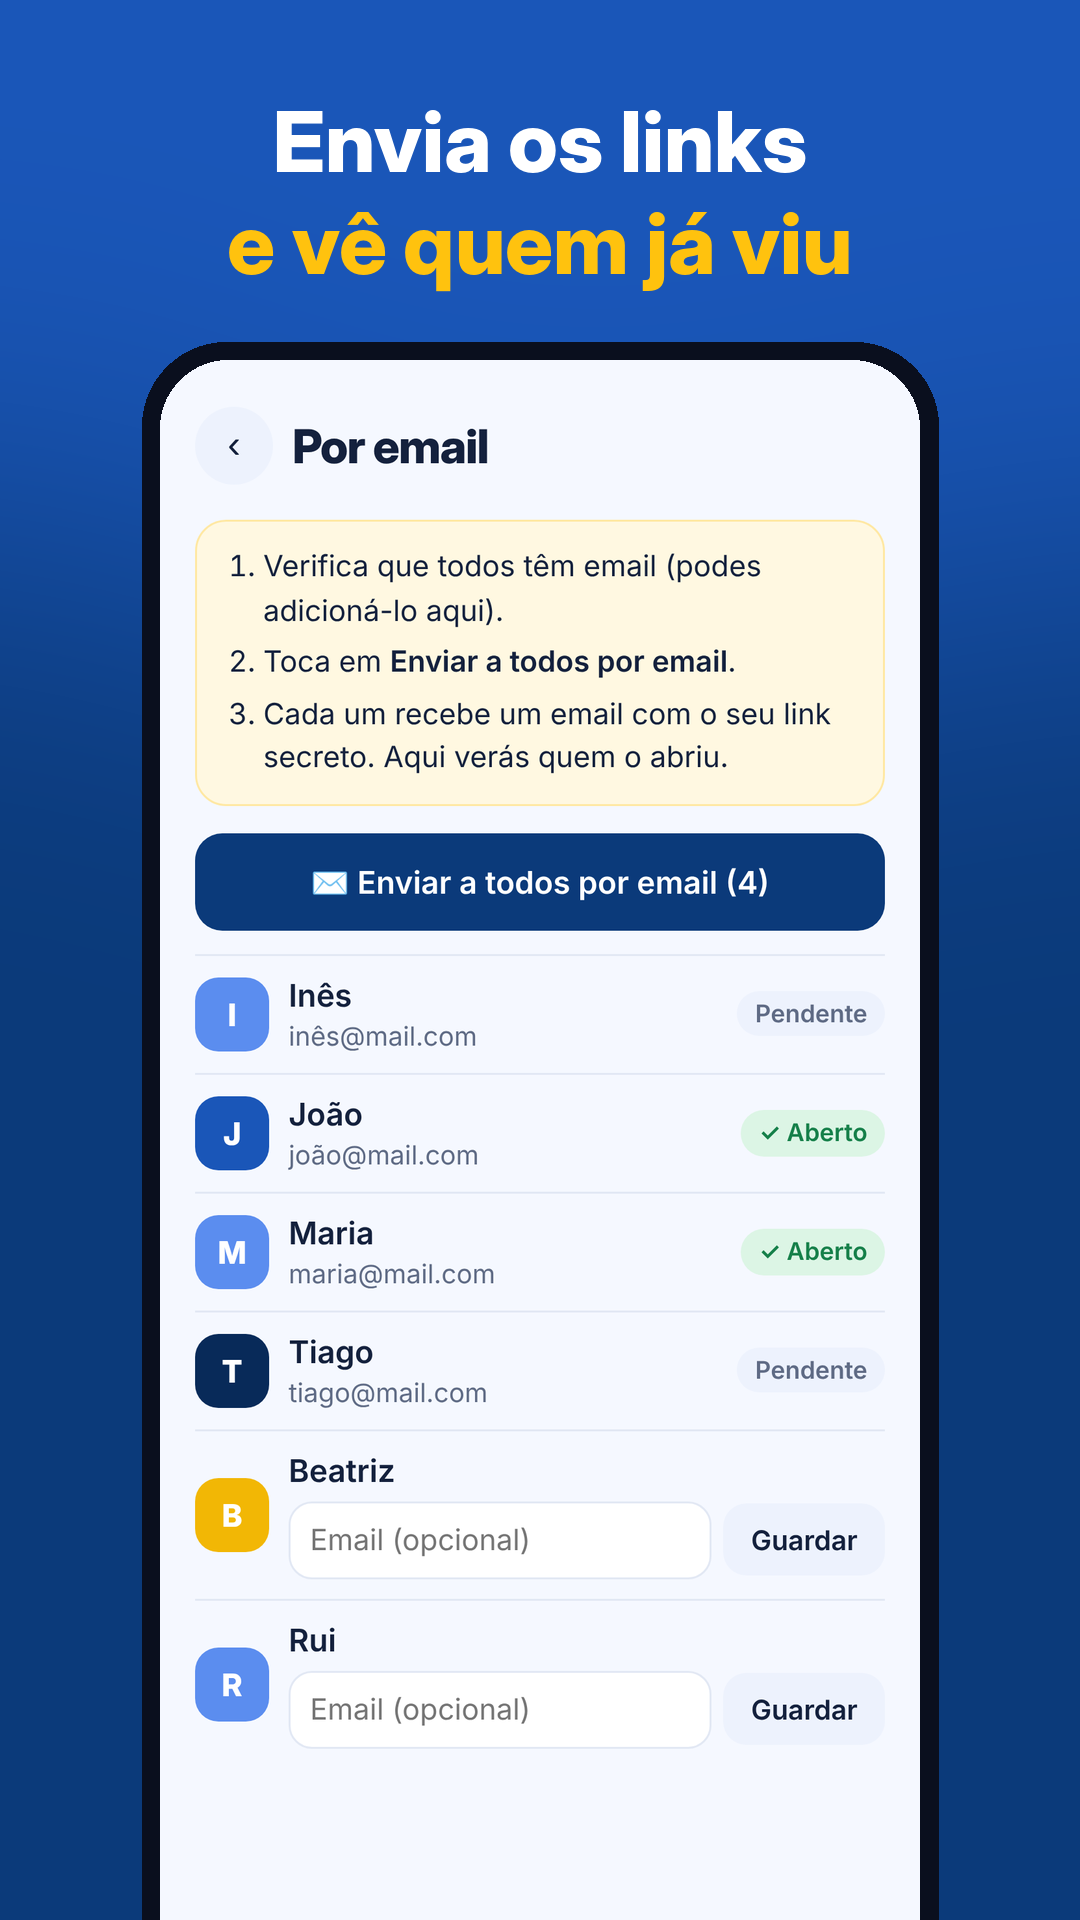 Envia os links
e vê quem já viu
‹ Por email
1. Verifica que todos têm email (podes
adicioná-lo aqui).
2. Toca em Enviar a todos por email.
3. Cada um recebe um email com o seu link
secreto. Aqui verás quem o abriu.
✉️ Enviar a todos por email (4)
I
Inês
inês@mail.com
Pendente
J
João
joão@mail.com
✓ Aberto
M
Maria
maria@mail.com
✓ Aberto
T
Tiago
tiago@mail.com
Pendente
B
Beatriz
Email (opcional)
Guardar
R
Rui
Email (opcional)
Guardar